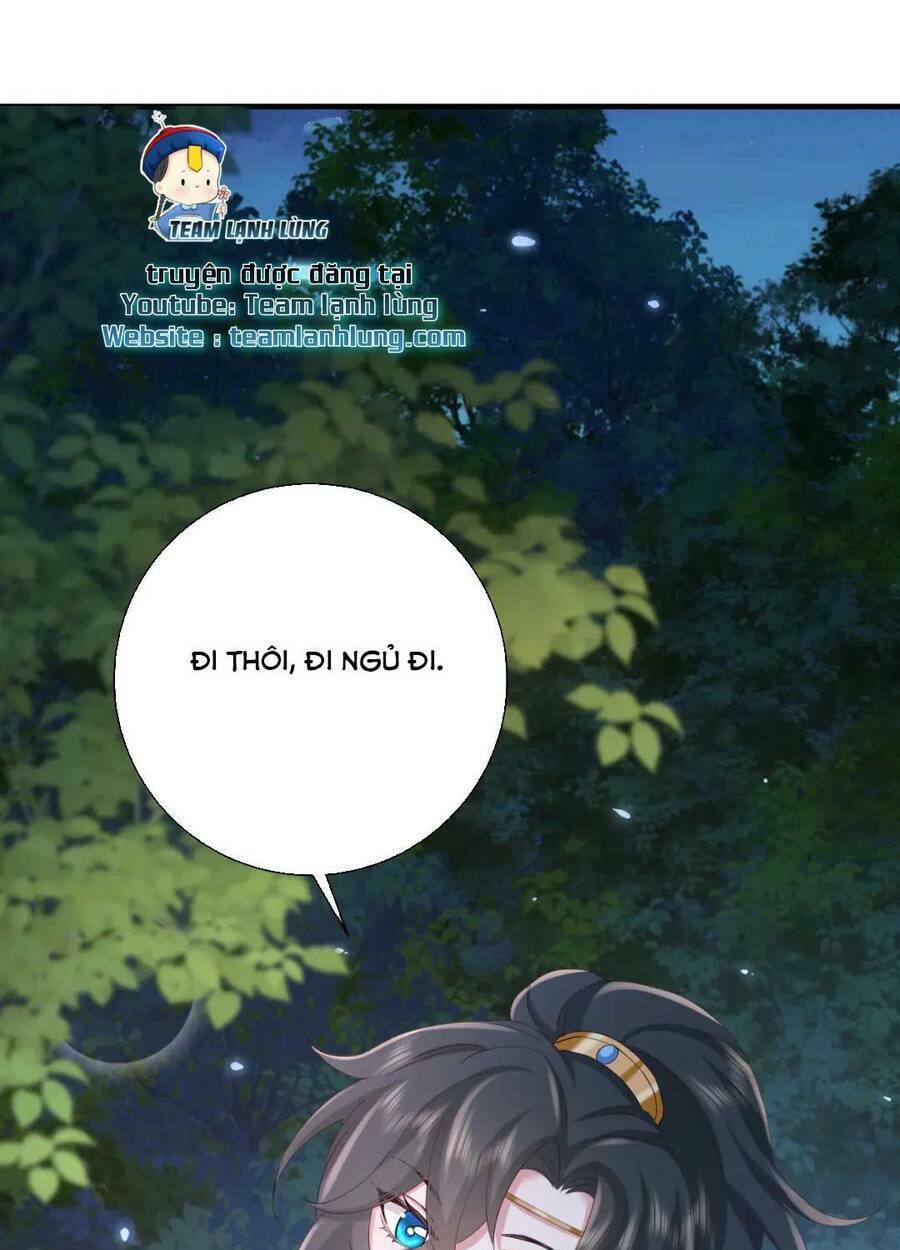 TEAM LẠNH LÙNG
truyện được đăng tại
Youtube: Team lạnh lùng
Website : teamlanhlung.com
ĐI THÔI, ĐI NGỦ ĐI.